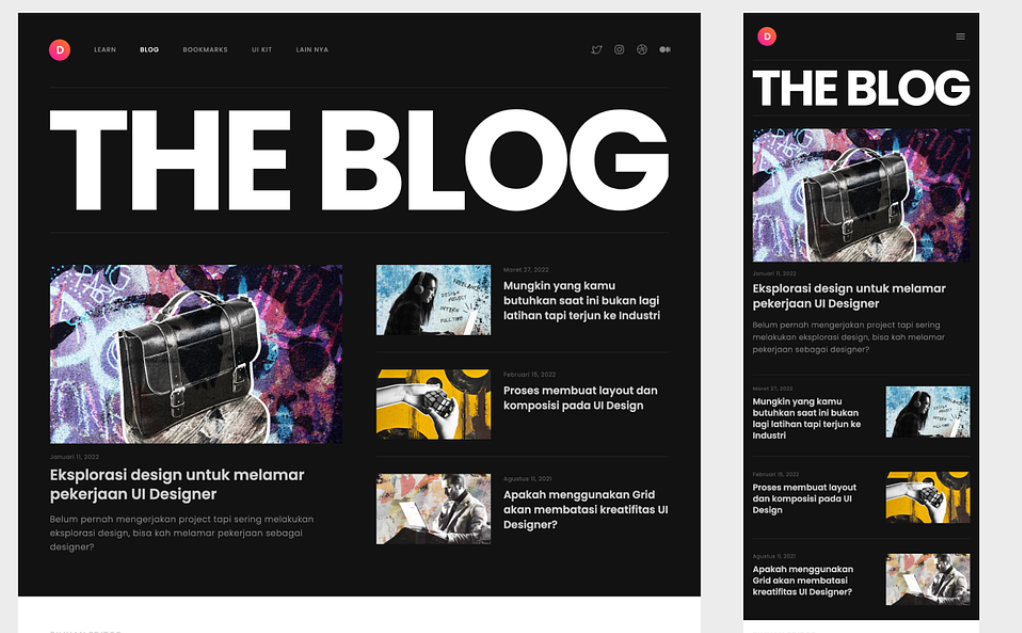 D LEARN BLOG BOOKMARKS UI KIT LAIN NYA
THE BLOG
Januari 11, 2022
Eksplorasi design untuk melamar
pekerjaan UI Designer
Belum pernah mengerjakan project tapi sering melakukan
eksplorasi design, bisa kah melamar pekerjaan sebagai
designer?
Maret 27, 2022
Mungkin yang kamu
butuhkan saat ini bukan lagi
latihan tapi terjun ke Industri
Februari 15, 2022
Proses membuat layout dan
komposisi pada UI Design
Agustus 11, 2021
Apakah menggunakan Grid
akan membatasi kreatifitas UI
Designer?
D
THE BLOG
Januari 11, 2022
Eksplorasi design untuk melamar
pekerjaan UI Designer
Belum pernah mengerjakan project tapi sering
melakukan eksplorasi design, bisa kah melamar
pekerjaan sebagai designer?
Maret 27, 2022
Mungkin yang kamu
butuhkan saat ini bukan
lagi latihan tapi terjun ke
Industri
Februari 15, 2022
Proses membuat layout
dan komposisi pada UI
Design
Agustus 11, 2021
Apakah menggunakan
Grid akan membatasi
kreatifitas UI Designer?